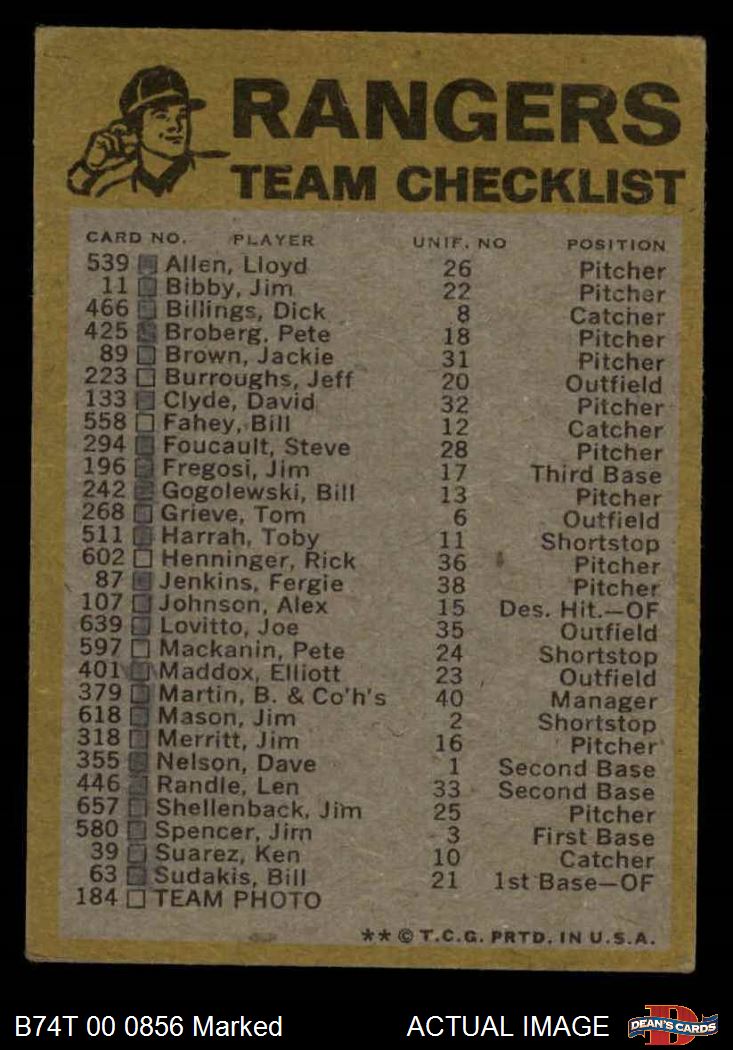 RANGERS
TEAM CHECKLIST
CARD NO. PLAYER UNIF. NO POSITION
539 Allen, Lloyd 26 Pitcher
11 Bibby, Jim 22 Pitcher
466 Billings, Dick 8 Catcher
425 Broberg, Pete 18 Pitcher
89 Brown, Jackie 31 Pitcher
223 Burroughs, Jeff 20 Outfield
133 Clyde, David 32 Pitcher
558 Fahey, Bill 12 Catcher
294 Foucault, Steve 28 Pitcher
196 Fregosi, Jim 17 Third Base
242 Gogolewski, Bill 13 Pitcher
268 Grieve, Tom 6 Outfield
511 Harrah, Toby 11 Shortstop
602 Henninger, Rick 36 Pitcher
87 Jenkins, Fergie 38 Pitcher
107 Johnson, Alex 15 Des. Hit.—OF
639 Lovitto, Joe 35 Outfield
597 Mackanin, Pete 24 Shortstop
401 Maddox, Elliott 23 Outfield
379 Martin, B. & Co'h's 40 Manager
618 Mason, Jim 2 Shortstop
318 Merritt, Jim 16 Pitcher
355 Nelson, Dave 1 Second Base
446 Randle, Len 33 Second Base
657 Shellenback, Jim 25 Pitcher
580 Spencer, Jim 3 First Base
39 Suarez, Ken 10 Catcher
63 Sudakis, Bill 21 1st Base—OF
184 TEAM PHOTO
** © T.C.G. PRTD. IN U.S.A.
B74T 00 0856 Marked ACTUAL IMAGE
DEAN'S CARDS